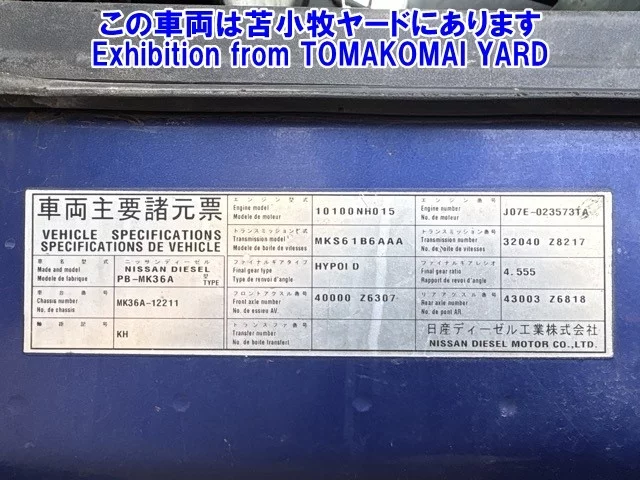 この車両は苫小牧ヤードにあります
Exhibition from TOMAKOMAI YARD
車両主要諸元票
VEHICLE SPECIFICATIONS
SPECIFICATIONS DE VEHICLE
車名型式 ニッサンディーゼル
Made and model NISSAN DIESEL
Modele de fabrique PB-MK36A 型 TYPE
車台番号
Chassis number MK36A-12211
No. de chassis
KH
エンジン型式
Engine model 10100NH015
Modele de moteur
トランスミッション型式
Transmission model MKS61B6AAA
Modele de boite de vitesses
ファイナルギアタイプ
Final gear type HYPOID
Type de renvoi d'angle
フロントアクスル番号
Front axle number 40000 Z6307
No. de essieu AV.
トランスファ番号
Transfer number
No. de boite transfert
エンジン番号
Engine number J07E-023573TA
No. de moteur
トランスミッション番号
Transmission number 32040 Z8217
No. de boite de vitesses
ファイナルギアレシオ
Final gear ratio 4.555
Rapport de renvoi d'angle
リアアクスル番号
Rear axle number 43003 Z6818
No. de pont AR.
日産ディーゼル工業株式会社
NISSAN DIESEL MOTOR CO.,LTD.